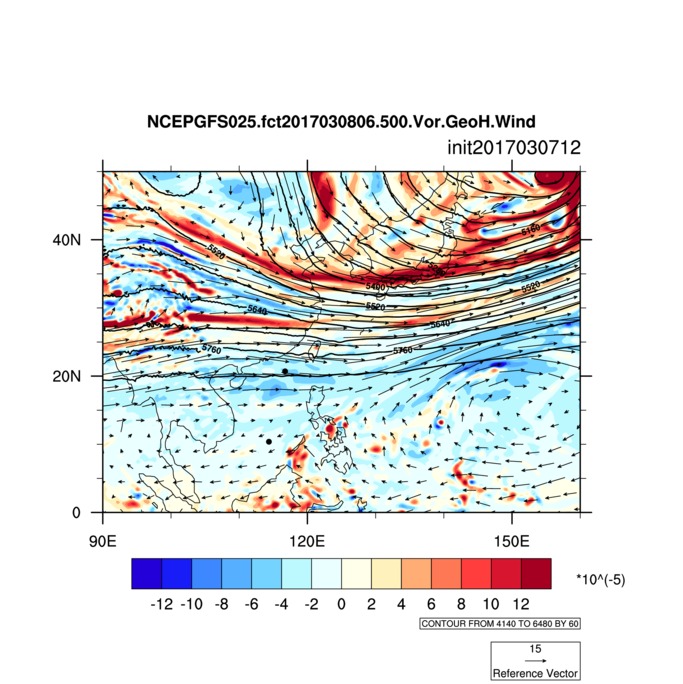 NCEPGFS025.fct2017030806.500.Vor.GeoH.Wind
init2017030712
40N
20N
0
90E 120E 150E
5520
5640
5760
5400
5520
5640
5760
5160
5520
-12 -10 -8 -6 -4 -2 0 2 4 6 8 10 12
*10^(-5)
CONTOUR FROM 4140 TO 6480 BY 60
15
Reference Vector